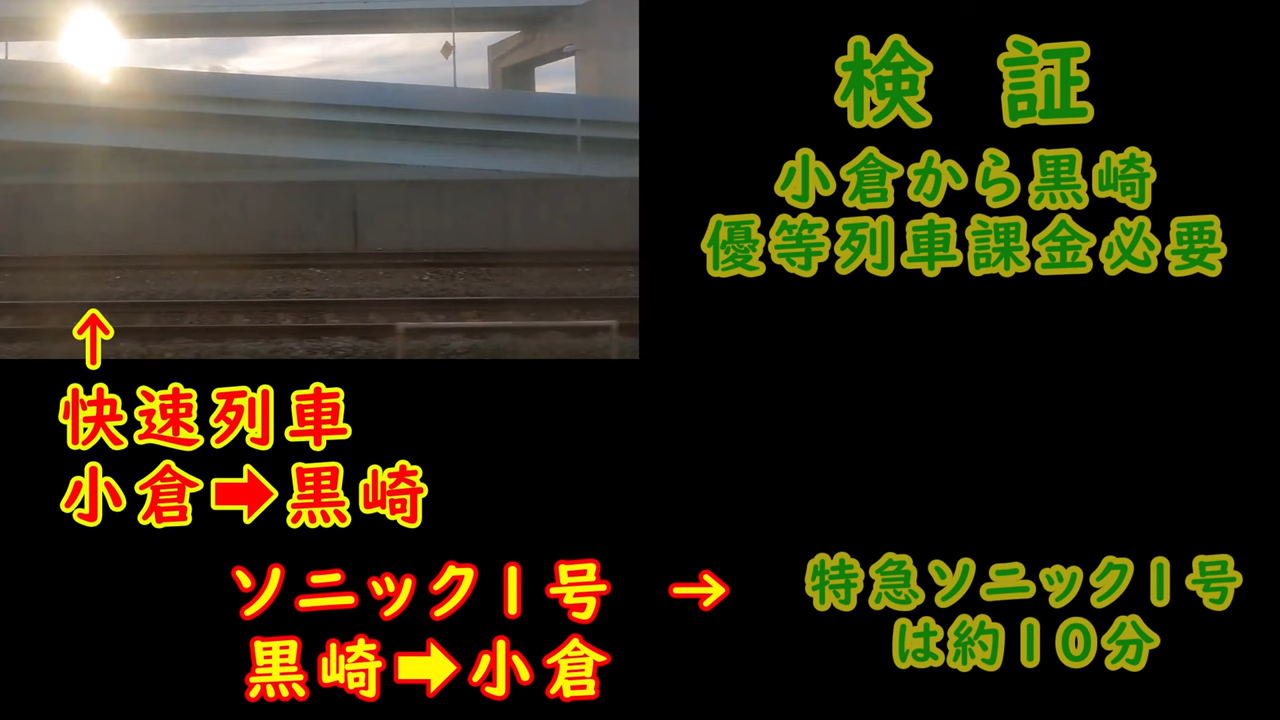 検 証
小倉から黒崎
優等列車課金必要
↑
快速列車
小倉➡黒崎
ソニック1号 →
黒崎➡小倉
特急ソニック1号
は約10分